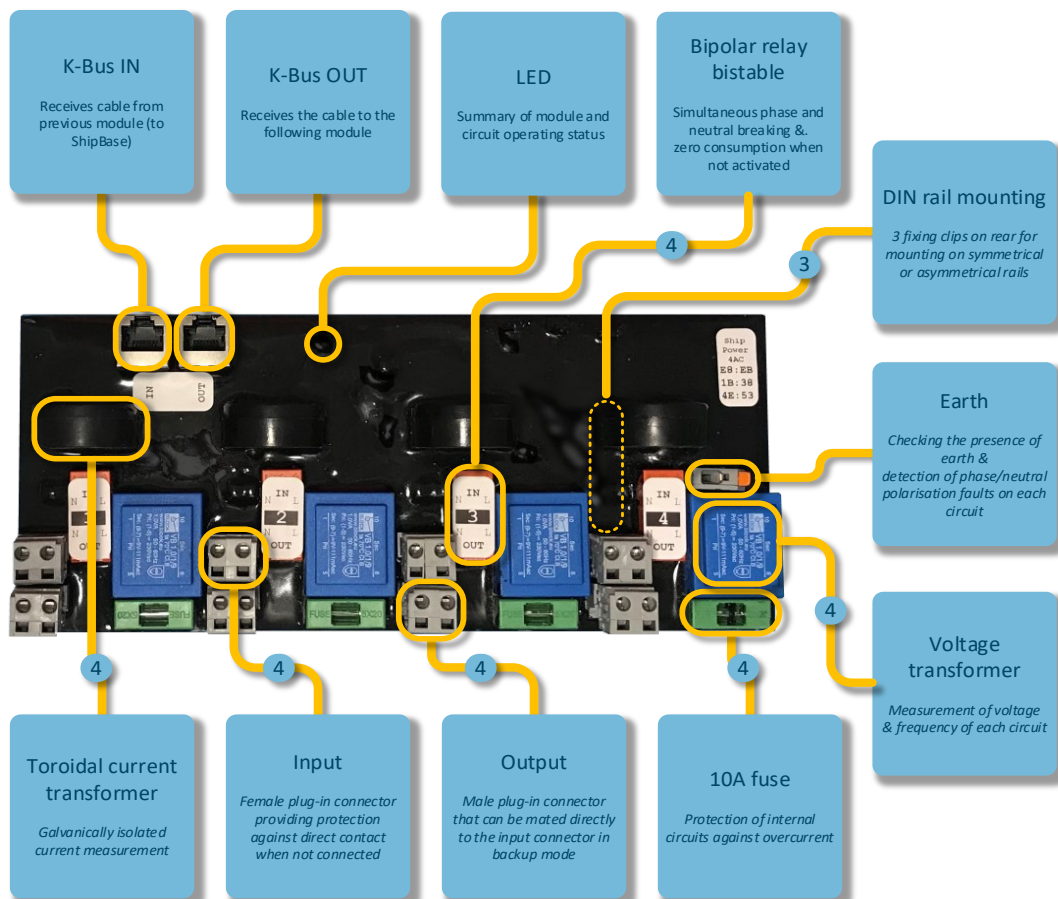 K-Bus IN
Receives cable from
previous module (to
ShipBase)
K-Bus OUT
Receives the cable to the
following module
LED
Summary of module and
circuit operating status
Bipolar relay
bistable
Simultaneous phase and
neutral breaking &.
zero consumption when
not activated
4
DIN rail mounting
3 fixing clips on rear for
mounting on symmetrical
or asymmetrical rails
3
IN
OUT
Ship
Power
4AC
E8:EB
1B:38
4E:53
Earth
Checking the presence of
earth &
detection of phase/neutral
polarisation faults on each
circuit
IN
N L
1
N L
OUT
IN
N L
2
N L
OUT
IN
N L
3
N L
OUT
IN
N L
4
N L
OUT
FUSE
FUSE 5X20
4
4
4
4
4
Voltage
transformer
Measurement of voltage
& frequency of each circuit
Toroidal current
transformer
Galvanically isolated
current measurement
Input
Female plug-in connector
providing protection
against direct contact
when not connected
Output
Male plug-in connector
that can be mated directly
to the input connector in
backup mode
10A fuse
Protection of internal
circuits against overcurrent